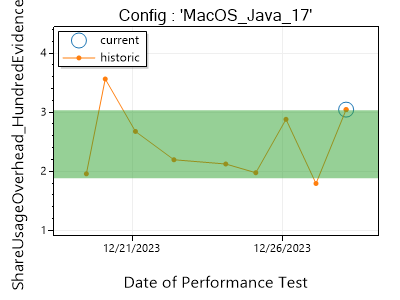 Config : 'MacOS_Java_17'
current
historic
ShareUsageOverhead_HundredEvidence
4
3
2
1
12/21/2023
12/26/2023
Date of Performance Test